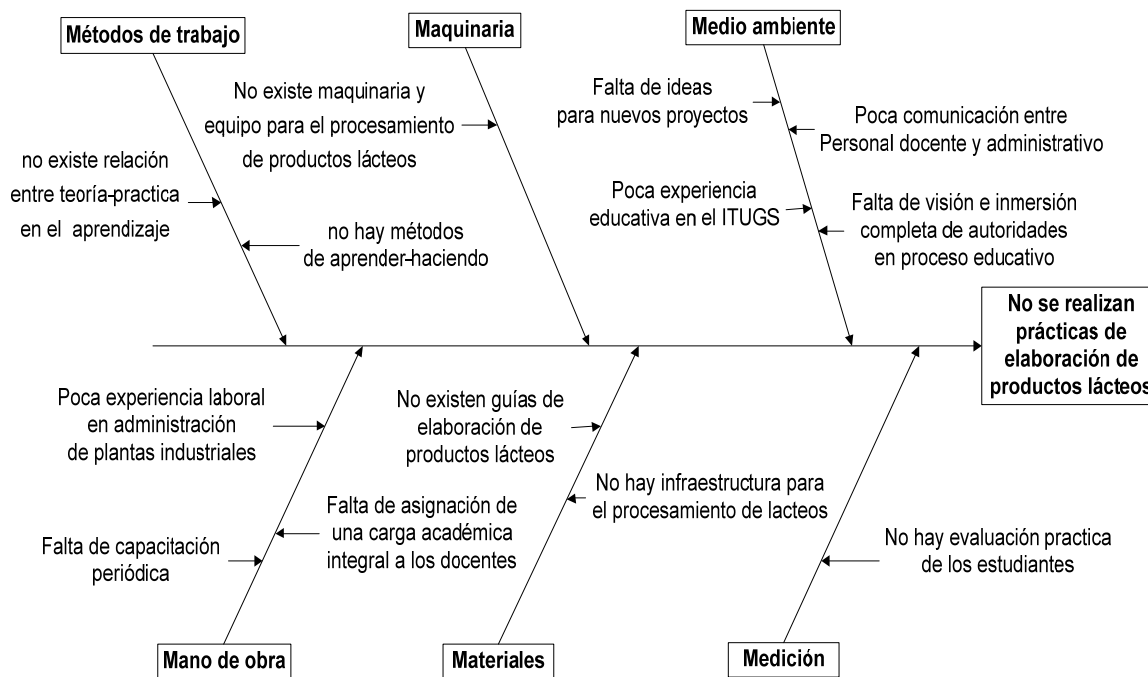 Métodos de trabajo
Maquinaria
Medio ambiente
No existe maquinaria y
equipo para el procesamiento
de productos lácteos
no existe relación
entre teoría-practica
en el aprendizaje
no hay métodos
de aprender-haciendo
Falta de ideas
para nuevos proyectos
Poca comunicación entre
Personal docente y administrativo
Poca experiencia
educativa en el ITUGS
Falta de visión e inmersión
completa de autoridades
en proceso educativo
No se realizan
prácticas de
elaboración de
productos lácteos
Poca experiencia laboral
en administración
de plantas industriales
Falta de asignación de
una carga académica
integral a los docentes
Falta de capacitación
periódica
No existen guías de
elaboración de
productos lácteos
No hay infraestructura para
el procesamiento de lacteos
No hay evaluación practica
de los estudiantes
Mano de obra
Materiales
Medición